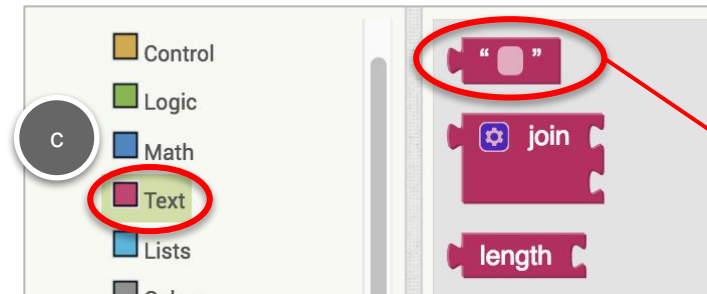 Control
Logic
C
Math
Text
Lists
“ ”
join
length